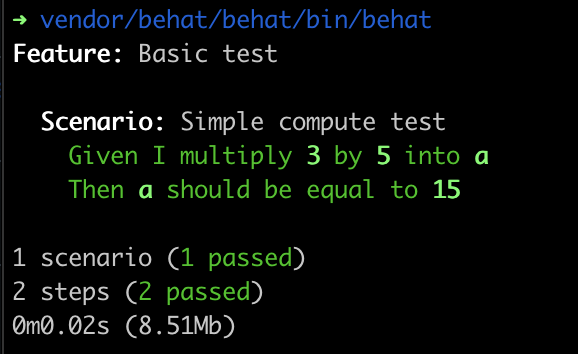 ➜ vendor/behat/behat/bin/behat
Feature: Basic test
Scenario: Simple compute test
Given I multiply 3 by 5 into a
Then a should be equal to 15
1 scenario (1 passed)
2 steps (2 passed)
0m0.02s (8.51Mb)